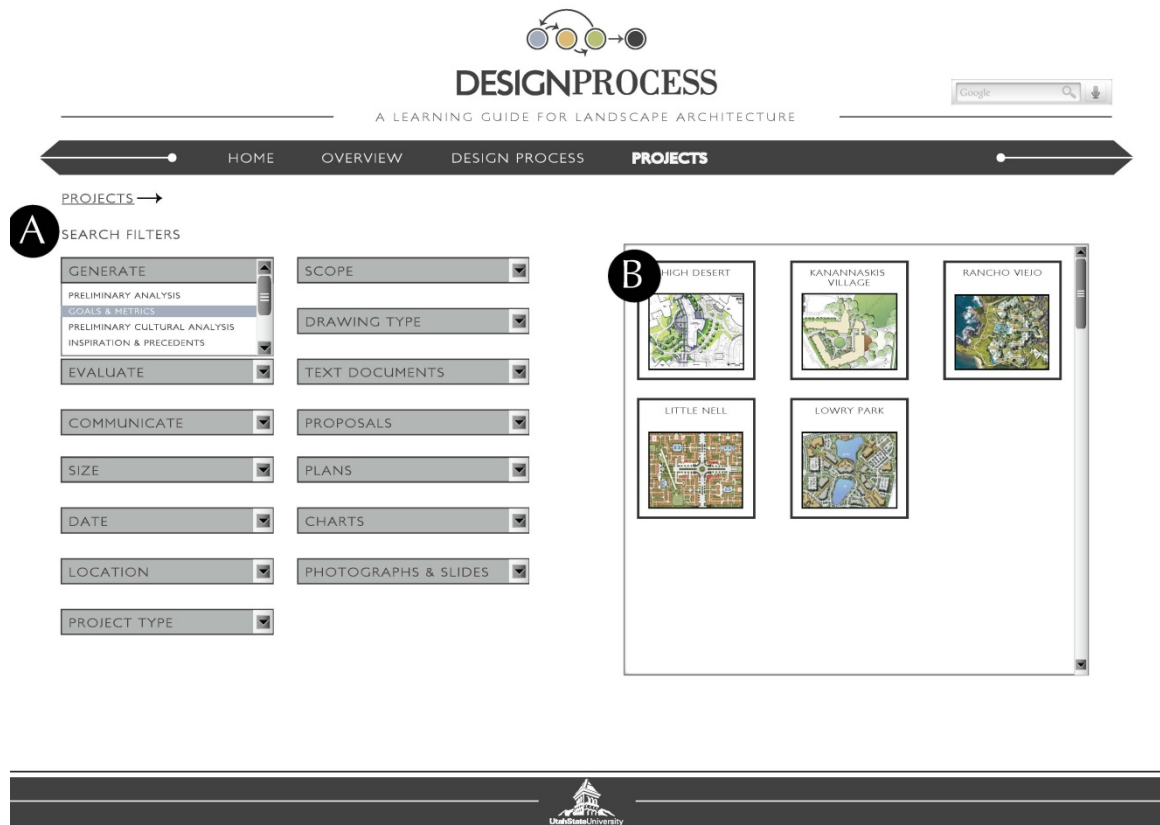 DESIGNPROCESS
Google
A LEARNING GUIDE FOR LANDSCAPE ARCHITECTURE
HOME OVERVIEW DESIGN PROCESS PROJECTS
PROJECTS
A
SEARCH FILTERS
GENERATE
PRELIMINARY ANALYSIS
GOALS & METRICS
PRELIMINARY CULTURAL ANALYSIS
INSPIRATION & PRECEDENTS
EVALUATE
COMMUNICATE
SIZE
DATE
LOCATION
PROJECT TYPE
SCOPE
DRAWING TYPE
TEXT DOCUMENTS
PROPOSALS
PLANS
CHARTS
PHOTOGRAPHS & SLIDES
B
HIGH DESERT
KANANNASKIS
VILLAGE
RANCHO VIEJO
LITTLE NELL
LOWRY PARK
UtahStateUniversity